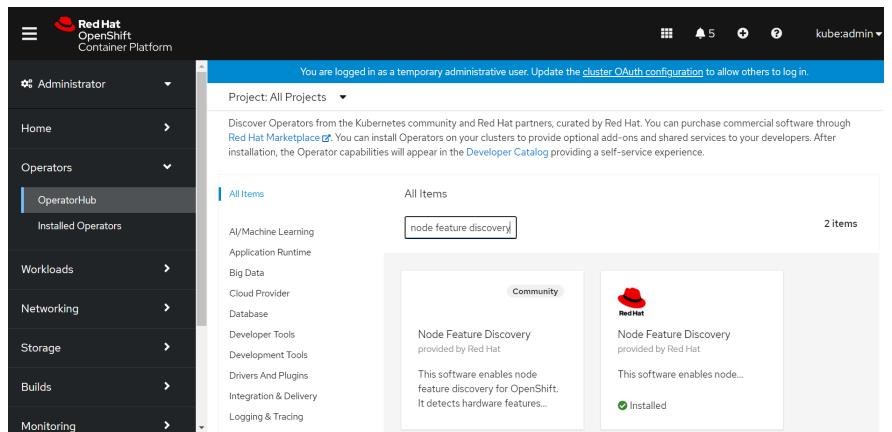 Red Hat
OpenShift
Container Platform
5
kube:admin
Administrator
Home
Operators
OperatorHub
Installed Operators
Workloads
Networking
Storage
Builds
Monitoring
You are logged in as a temporary administrative user. Update the cluster OAuth configuration to allow others to log in.
Project: All Projects
Discover Operators from the Kubernetes community and Red Hat partners, curated by Red Hat. You can purchase commercial software through
Red Hat Marketplace. You can install Operators on your clusters to provide optional add-ons and shared services to your developers. After
installation, the Operator capabilities will appear in the Developer Catalog providing a self-service experience.
All Items
AI/Machine Learning
Application Runtime
Big Data
Cloud Provider
Database
Developer Tools
Development Tools
Drivers And Plugins
Integration & Delivery
Logging & Tracing
All Items
node feature discovery
2 items
Community
Node Feature Discovery
provided by Red Hat
This software enables node
feature discovery for OpenShift.
It detects hardware features...
Red Hat
Node Feature Discovery
provided by Red Hat
This software enables node...
Installed